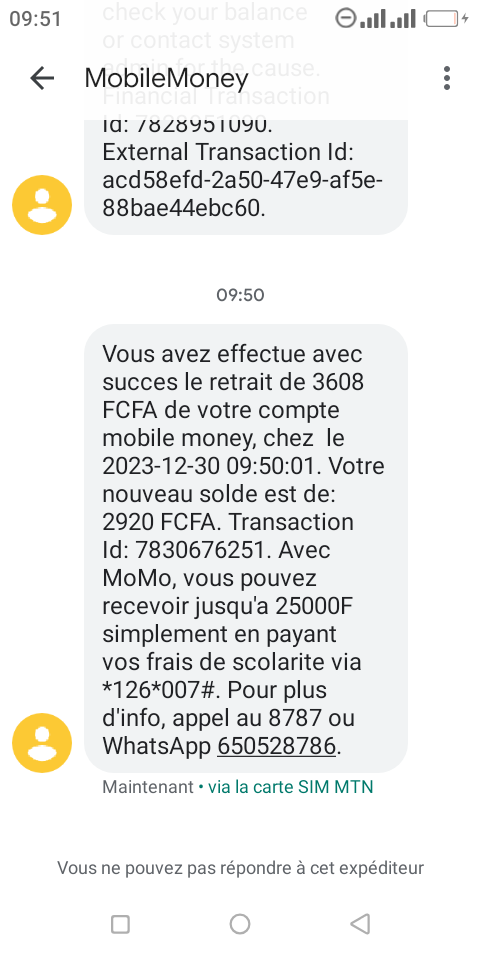 09:51
check your balance
or contact system
admin for the cause.
MobileMoney
Financial Transaction
Id: 7828951090.
External Transaction Id:
acd58efd-2a50-47e9-af5e-
88bae44ebc60.
09:50
Vous avez effectue avec
succes le retrait de 3608
FCFA de votre compte
mobile money, chez  le
2023-12-30 09:50:01. Votre
nouveau solde est de:
2920 FCFA. Transaction
Id: 7830676251. Avec
MoMo, vous pouvez
recevoir jusqu'a 25000F
simplement en payant
vos frais de scolarite via
*126*007#. Pour plus
d'info, appel au 8787 ou
WhatsApp 650528786.
Maintenant • via la carte SIM MTN
Vous ne pouvez pas répondre à cet expéditeur